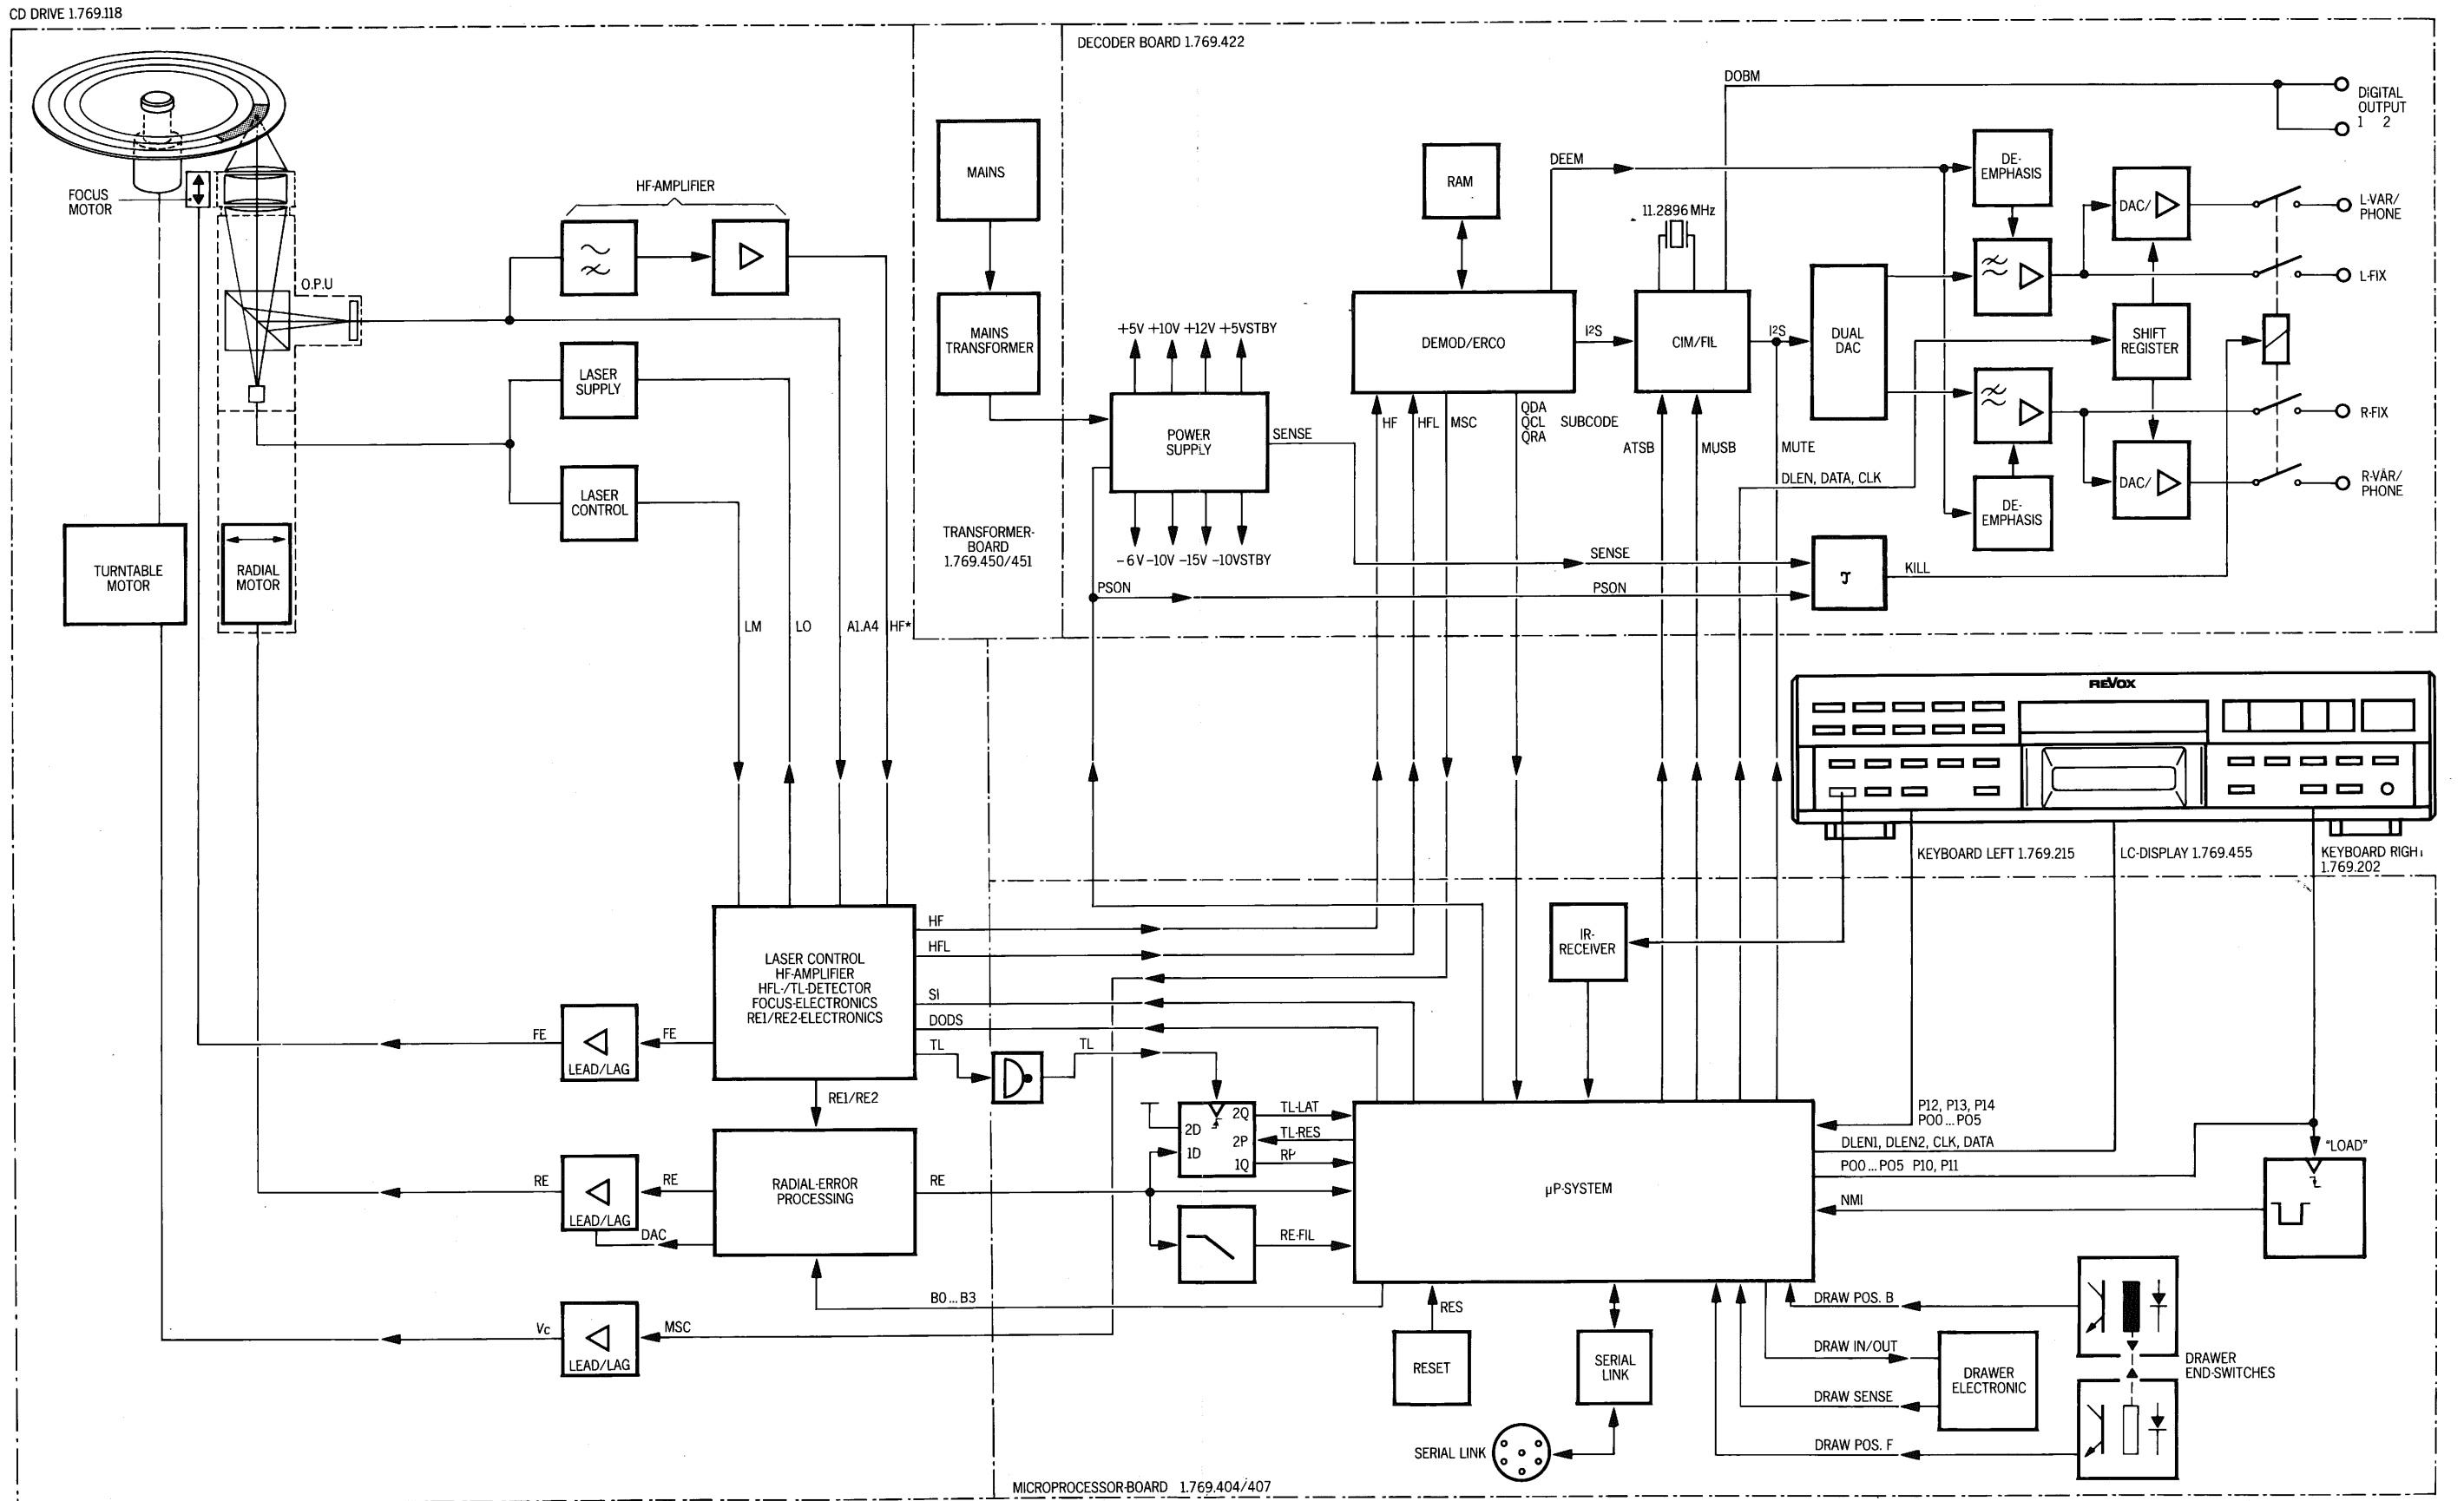 CD DRIVE 1.769.118
DECODER BOARD 1.769.422
DOBM
DIGITAL
OUTPUT
1 2
FOCUS
MOTOR
HF-AMPLIFIER
O.P.U
LASER
SUPPLY
LASER
CONTROL
TURNTABLE
MOTOR
RADIAL
MOTOR
LM
LO
A1.A4
HF*
MAINS
MAINS
TRANSFORMER
TRANSFORMER-
BOARD
1.769.450/451
+5V +10V +12V +5VSTBY
POWER
SUPPLY
SENSE
-6V -10V -15V -10VSTBY
PSON
RAM
DEEM
11.2896 MHz
DEMOD/ERCO
I²S
CIM/FIL
I²S
DUAL
DAC
HF
HFL
MSC
QDA
QCL
QRA
SUBCODE
ATSB
MUSB
MUTE
DLEN, DATA, CLK
SENSE
PSON
KILL
DE-
EMPHASIS
DAC/
SHIFT
REGISTER
DAC/
DE-
EMPHASIS
L-VAR/
PHONE
L-FIX
R-FIX
R-VAR/
PHONE
REVOX
KEYBOARD LEFT 1.769.215
LC-DISPLAY 1.769.455
KEYBOARD RIGHT
1.769.202
LASER CONTROL
HF-AMPLIFIER
HFL-/TL-DETECTOR
FOCUS-ELECTRONICS
RE1/RE2-ELECTRONICS
HF
HFL
SI
DODS
TL
TL
FE
FE
LEAD/LAG
RE1/RE2
RADIAL-ERROR
PROCESSING
RE
RE
LEAD/LAG
DAC
RE
B0...B3
Vc
LEAD/LAG
MSC
2D
2Q
2P
1D
1Q
TL-LAT
TL-RES
RP
RE-FIL
IR-
RECEIVER
µP-SYSTEM
P12, P13, P14
P00...P05
DLEN1, DLEN2, CLK, DATA
P00...P05 P10, P11
NMI
"LOAD"
RES
RESET
SERIAL
LINK
SERIAL LINK
DRAW POS. B
DRAW IN/OUT
DRAW SENSE
DRAW POS. F
DRAWER
ELECTRONIC
DRAWER
END-SWITCHES
MICROPROCESSOR-BOARD 1.769.404/407